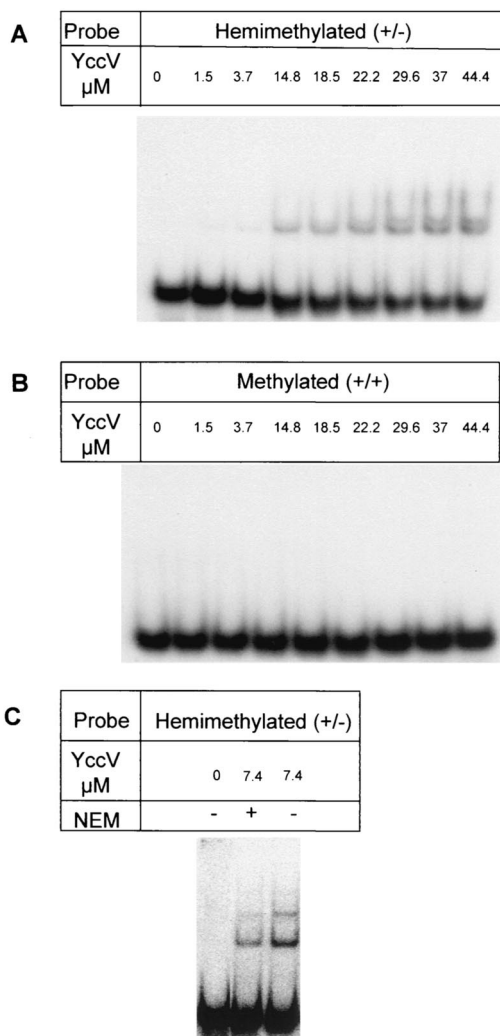 A
Probe Hemimethylated (+/-)
YccV 0 1.5 3.7 14.8 18.5 22.2 29.6 37 44.4
µM
B
Probe Methylated (+/+)
YccV 0 1.5 3.7 14.8 18.5 22.2 29.6 37 44.4
µM
C
Probe Hemimethylated (+/-)
YccV 0 7.4 7.4
µM
NEM - + -